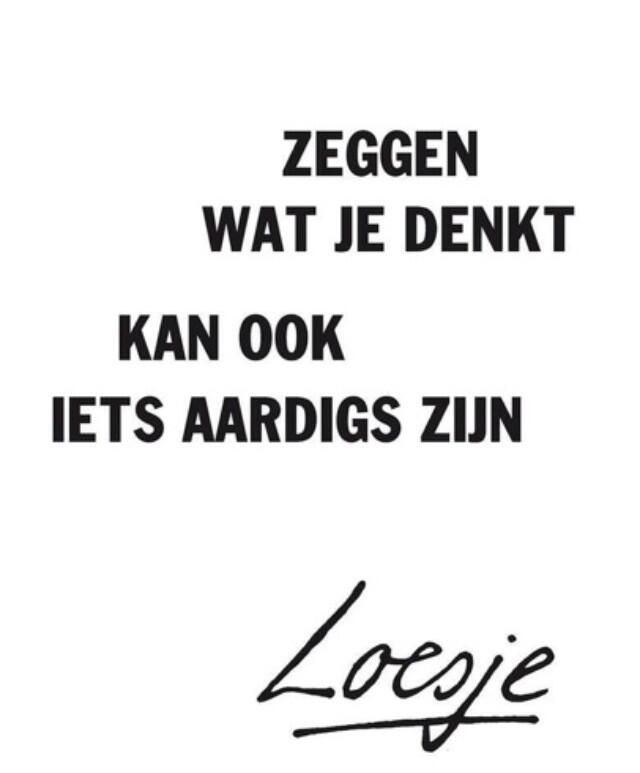 ZEGGEN
WAT JE DENKT
KAN OOK
IETS AARDIGS ZIJN
Loesje